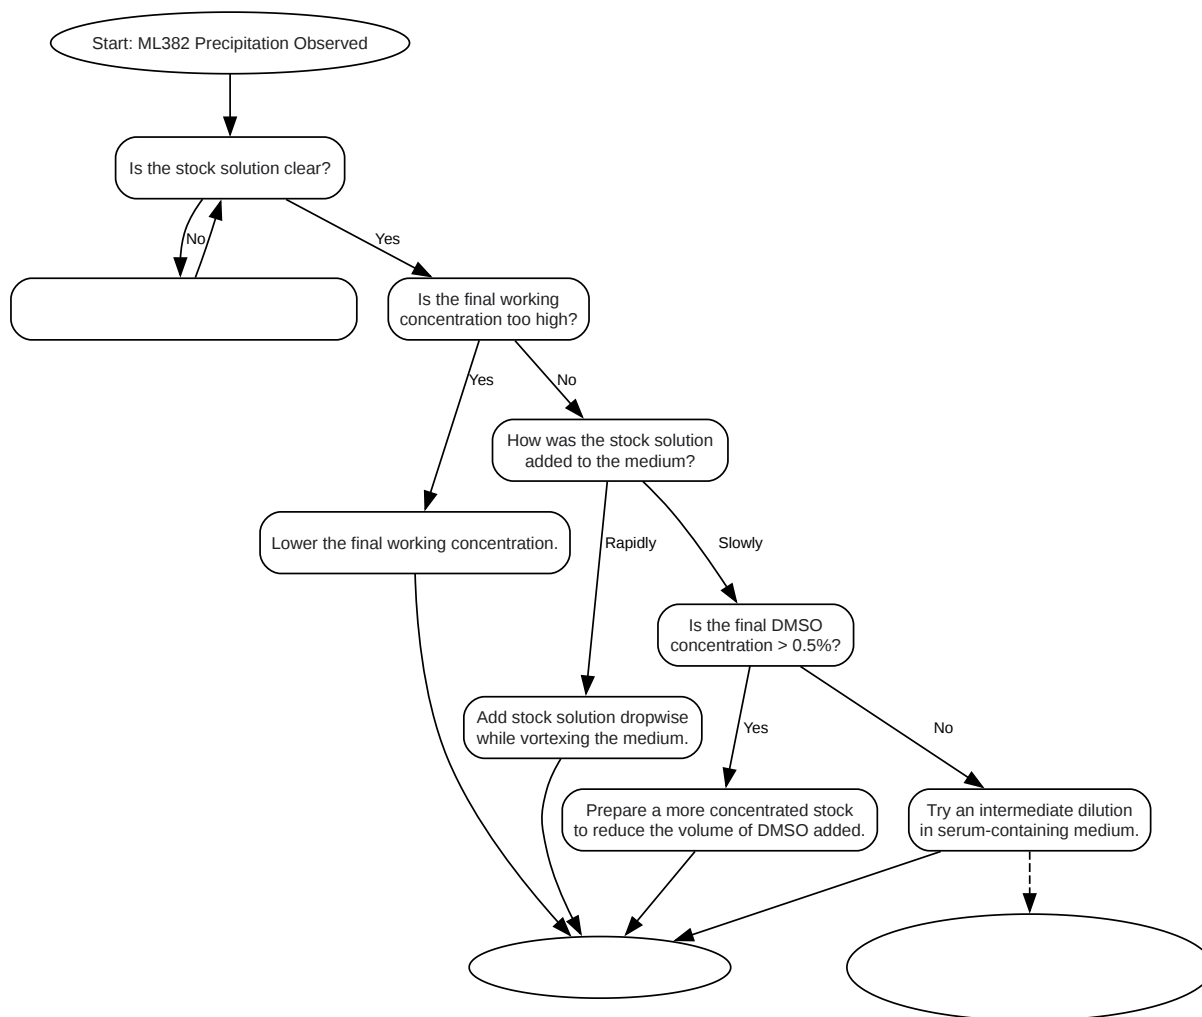 Start: ML382 Precipitation Observed
Is the stock solution clear?
No
Yes
Is the final working
concentration too high?
Yes
No
How was the stock solution
added to the medium?
Lower the final working concentration.
Rapidly
Slowly
Is the final DMSO
concentration > 0.5%?
Add stock solution dropwise
while vortexing the medium.
Yes
No
Prepare a more concentrated stock
to reduce the volume of DMSO added.
Try an intermediate dilution
in serum-containing medium.